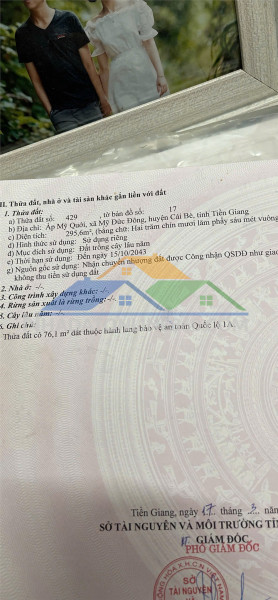 II. Thửa đất, nhà ở và tài sản khác gắn liền với đất
1. Thửa đất:
a) Thửa đất số: 429 , tờ bản đồ số: 17
b) Địa chỉ: Ấp Mỹ Quới, xã Mỹ Đức Đông, huyện Cái Bè, tỉnh Tiền Giang
c) Diện tích: 295,6m², (bằng chữ: Hai trăm chín mươi lăm phẩy sáu mét vuông
d) Hình thức sử dụng: Sử dụng riêng
đ) Mục đích sử dụng: Đất trồng cây lâu năm
e) Thời hạn sử dụng: Đến ngày 15/10/2043
g) Nguồn gốc sử dụng: Nhận chuyển nhượng đất được Công nhận QSDĐ như giao
không thu tiền sử dụng đất
2. Nhà ở: -/-.
3. Công trình xây dựng khác: -/-.
4. Rừng sản xuất là rừng trồng: -/-.
5. Cây lâu năm: -/-.
6. Ghi chú:
Thửa đất có 76,1 m² đất thuộc hành lang bảo vệ an toàn Quốc lộ 1A.
Tiền Giang, ngày 17 tháng 3 năm
SỞ TÀI NGUYÊN VÀ MÔI TRƯỜNG TỈN
GIÁM ĐỐC
PHÓ GIÁM ĐỐC
SỞ
TÀI NGUYÊN